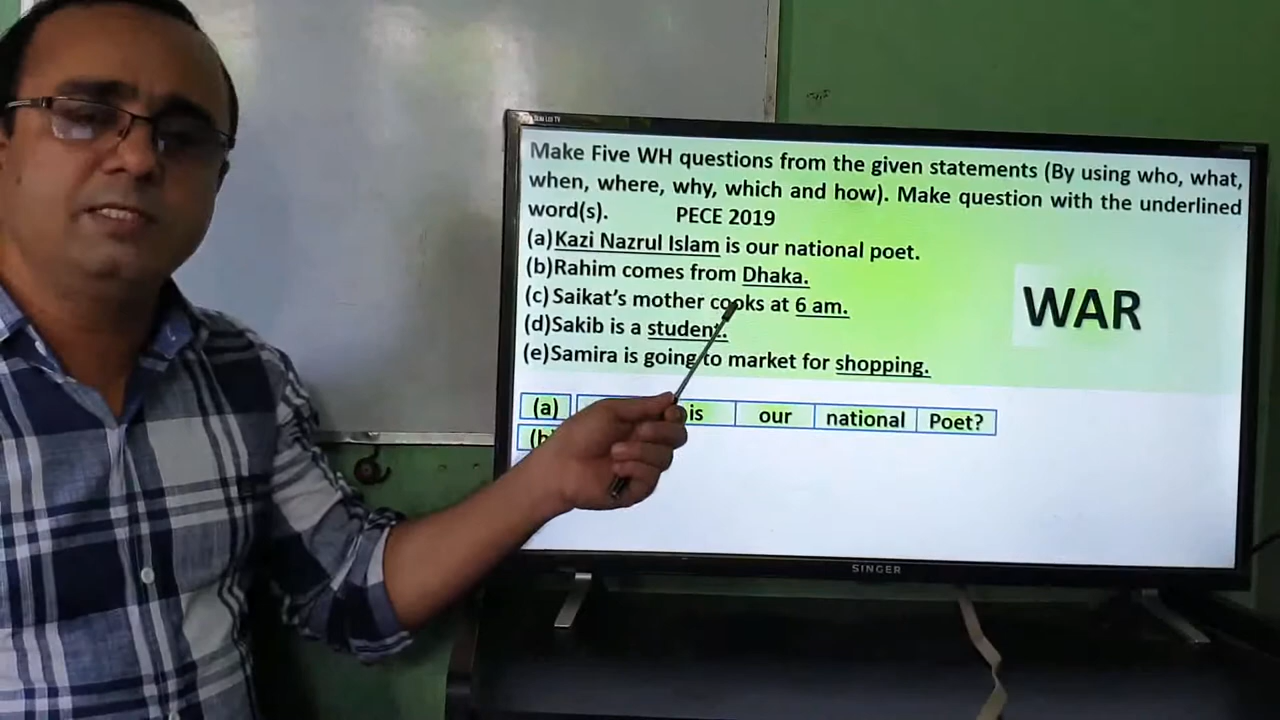 Make Five WH questions from the given statements (By using who, what,
when, where, why, which and how). Make question with the underlined
word(s). PECE 2019
(a)Kazi Nazrul Islam is our national poet.
(b)Rahim comes from Dhaka.
(c) Saikat's mother cooks at 6 am.
(d)Sakib is a student.
(e)Samira is going to market for shopping.
WAR
(a) is our national Poet?
(b
SINGER